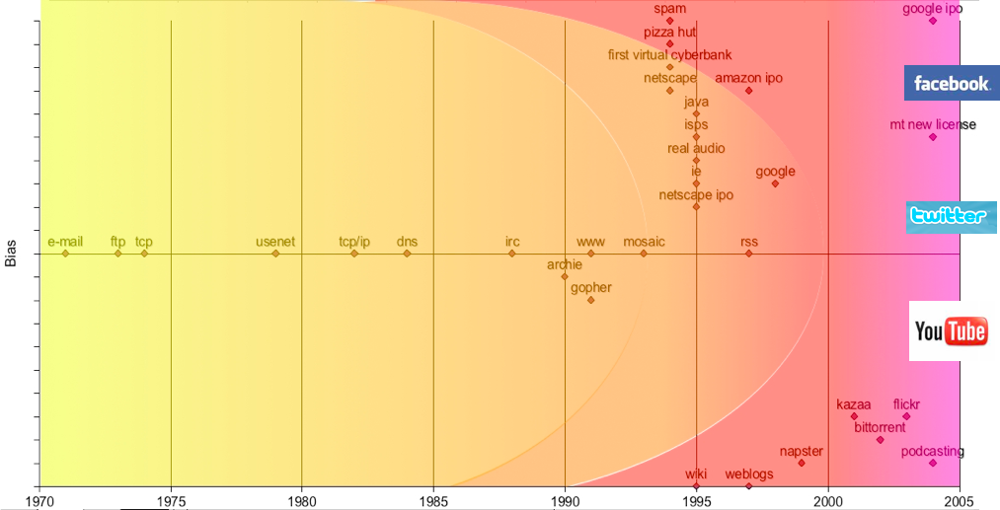 spam
google ipo
pizza hut
first virtual cyberbank
netscape
amazon ipo
facebook.
java
isps
mt new license
real audio
ie
google
netscape ipo
twitter
e-mail
ftp
tcp
usenet
tcp/ip
dns
irc
www
mosaic
rss
Bias
archie
gopher
YouTube
kazaa
flickr
bittorrent
napster
podcasting
wiki
weblogs
1970 1975 1980 1985 1990 1995 2000 2005